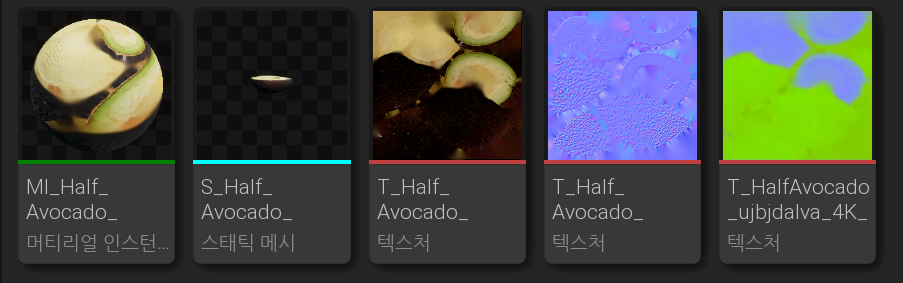 MI_Half_
Avocado_
머티리얼 인스턴...
S_Half_
Avocado_
스태틱 메시
T_Half_
Avocado_
텍스처
T_Half_
Avocado_
텍스처
T_HalfAvocado
_ujbjdalva_4K_
텍스처